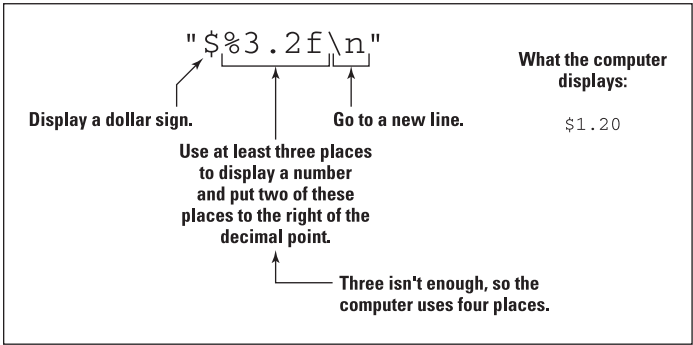 "$%3.2f\n"
Display a dollar sign.
Go to a new line.
Use at least three places
to display a number
and put two of these
places to the right of the
decimal point.
Three isn't enough, so the
computer uses four places.
What the computer
displays:
$1.20